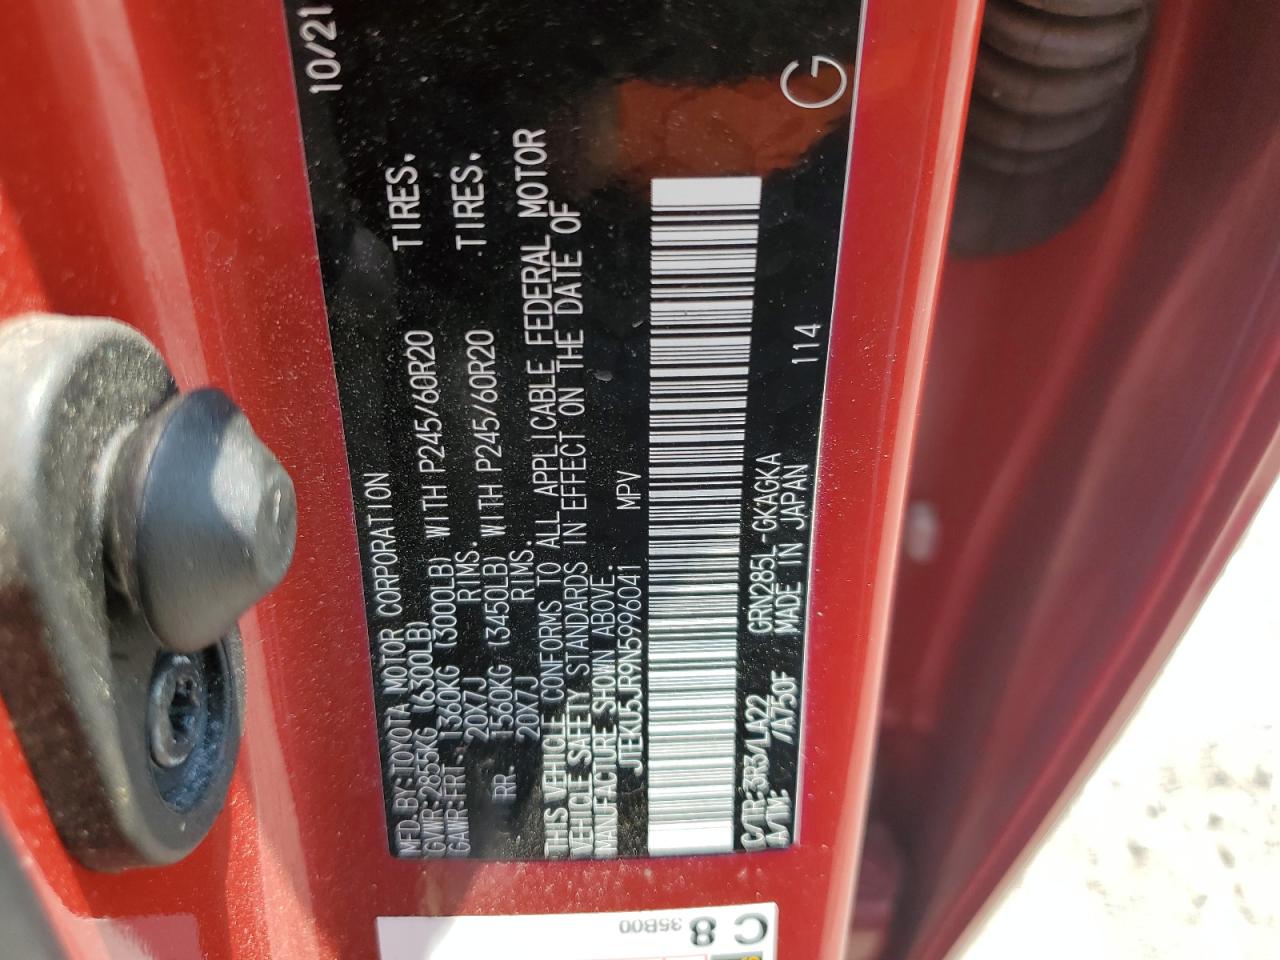 MFD. BY: TOYOTA MOTOR CORPORATION 10/21
GVWR: 2855KG (6300LB)
GAWR: FRT. 1360KG (3000LB) WITH P245/60R20 TIRES.
20X7J RIMS.
RR. 1560KG (3450LB) WITH P245/60R20 TIRES.
20X7J RIMS.
THIS VEHICLE CONFORMS TO ALL APPLICABLE FEDERAL MOTOR
VEHICLE SAFETY STANDARDS IN EFFECT ON THE DATE OF
MANUFACTURE SHOWN ABOVE.
JTEKU5JR9N5996041 MPV
C/TR: 3R3/LA22 GRN285L-GKAGKA
A/TM: /A750F MADE IN JAPAN 114
G
C 8
35B00